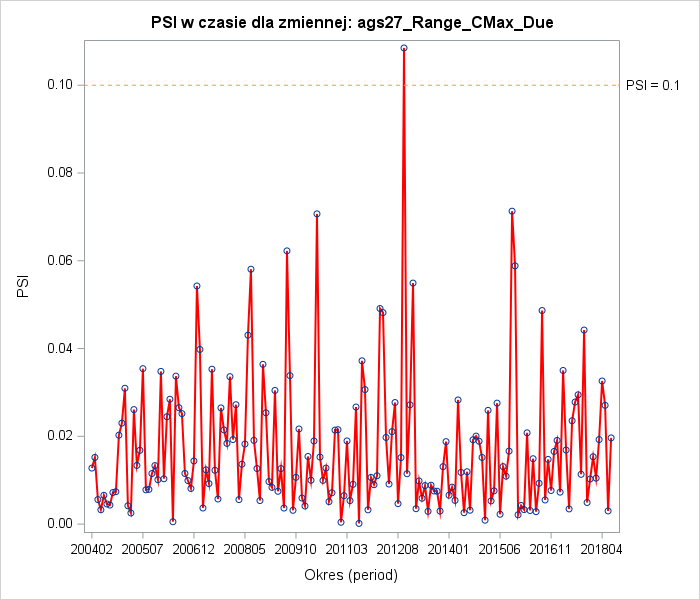 PSI w czasie dla zmiennej: ags27_Range_CMax_Due
0.10
PSI = 0.1
0.08
0.06
PSI
0.04
0.02
0.00
200402 200507 200612 200805 200910 201103 201208 201401 201506 201611 201804
Okres (period)